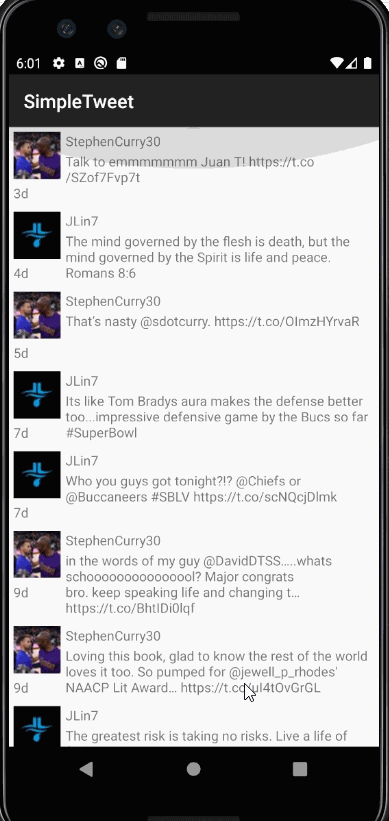 6:01
SimpleTweet
StephenCurry30
Talk to emmmmmmm Juan T! https://t.co
/SZof7Fvp7t
3d
JLin7
The mind governed by the flesh is death, but the
mind governed by the Spirit is life and peace.
Romans 8:6
4d
StephenCurry30
That's nasty @sdotcurry. https://t.co/OImzHYrvaR
5d
JLin7
Its like Tom Bradys aura makes the defense better
too...impressive defensive game by the Bucs so far
#SuperBowl
7d
JLin7
Who you guys got tonight?!? @Chiefs or
@Buccaneers #SBLV https://t.co/scNQcjDlmk
7d
StephenCurry30
in the words of my guy @DavidDTSS.....whats
schooooooooooooool? Major congrats
bro. keep speaking life and changing t...
https://t.co/BhtIDi0lqf
9d
StephenCurry30
Loving this book, glad to know the rest of the world
loves it too. So pumped for @jewell_p_rhodes'
NAACP Lit Award... https://t.co/uI4tOvGrGL
9d
JLin7
The greatest risk is taking no risks. Live a life of